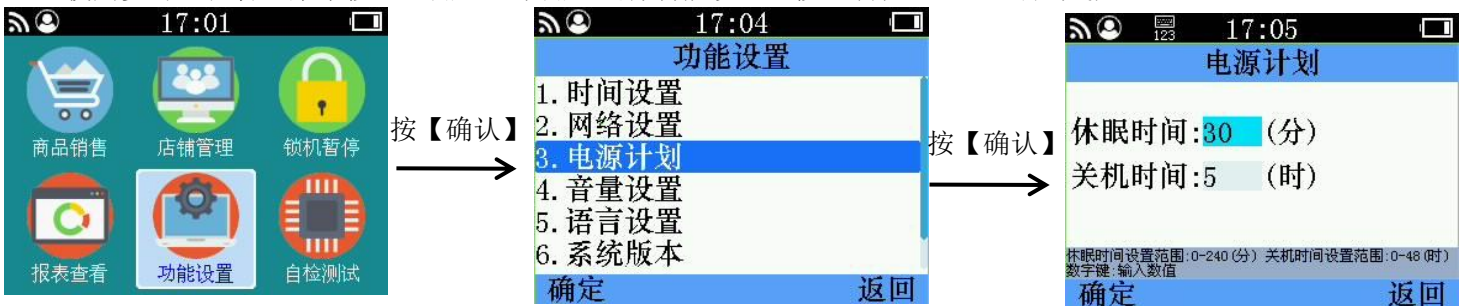 17:01
商品销售
店铺管理
锁机暂停
报表查看
功能设置
自检测试
按【确认】
17:04
功能设置
1.时间设置
2.网络设置
3.电源计划
4.音量设置
5.语言设置
6.系统版本
确定
返回
按【确认】
123
17:05
电源计划
休眠时间:30 (分)
关机时间:5 (时)
休眠时间设置范围:0-240(分) 关机时间设置范围:0-48(时)
数字键:输入数值
确定
返回